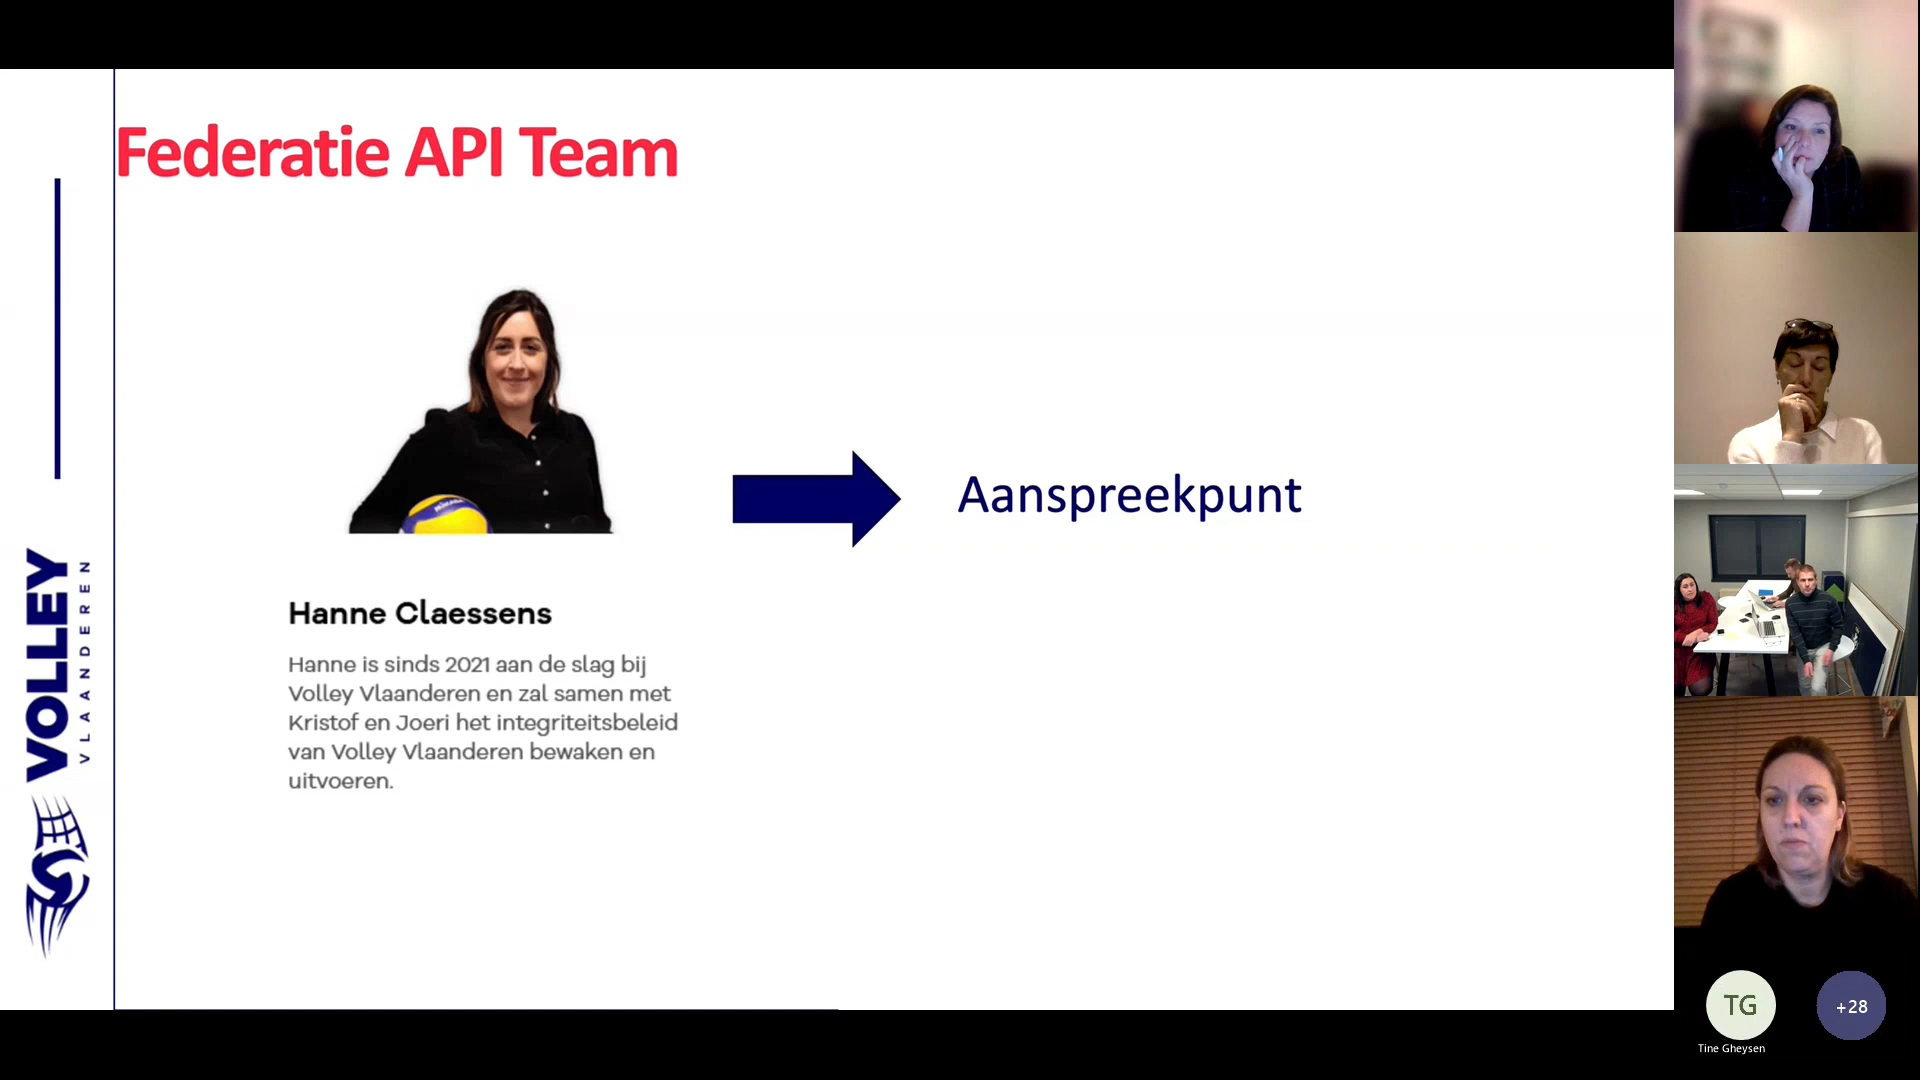 Federatie API Team
Aanspreekpunt
Hanne Claessens
Hanne is sinds 2021 aan de slag bij
Volley Vlaanderen en zal samen met
Kristof en Joeri het integriteitsbeleid
van Volley Vlaanderen bewaken en
uitvoeren.
VOLLEY
VLAANDEREN
MIKASA
TG
+28
Tine Gheysen